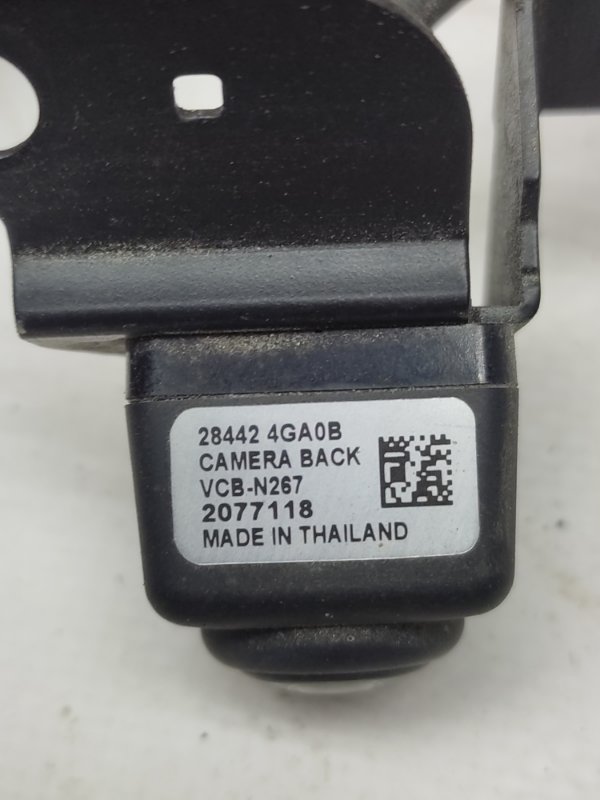 28442 4GA0B
CAMERA BACK
VCB-N267
2077118
MADE IN THAILAND